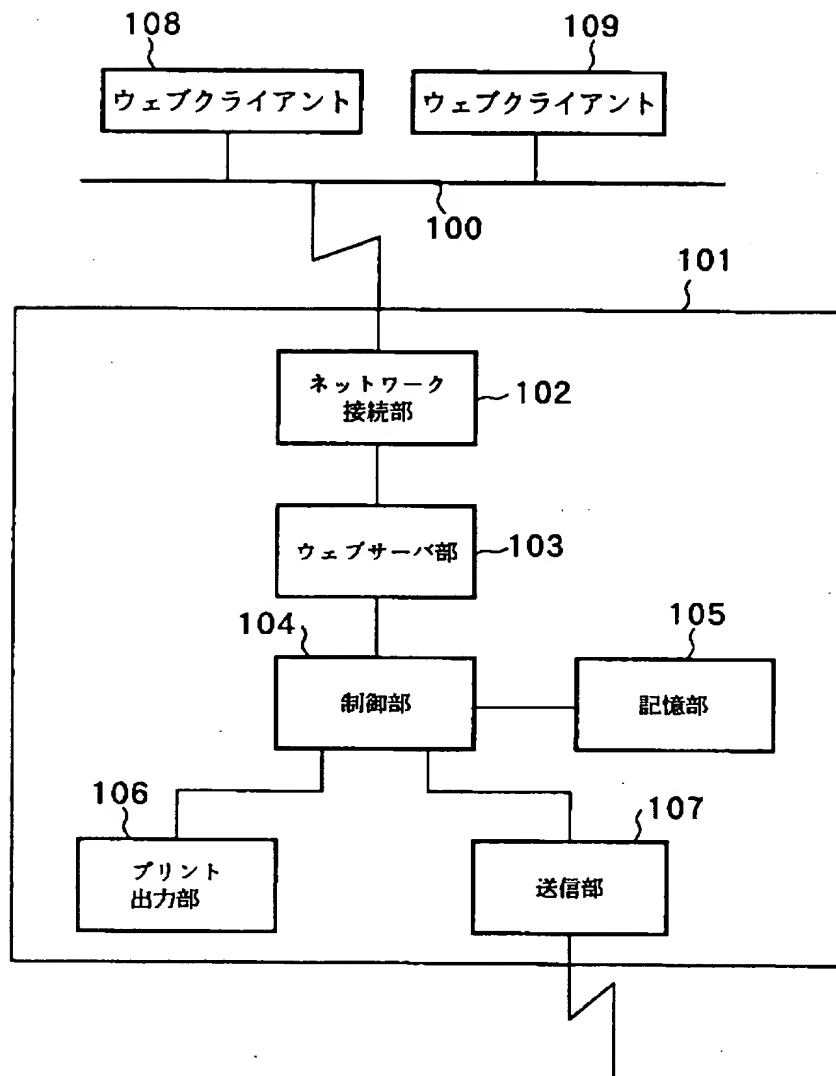 108
109
ウェブクライアント
ウェブクライアント
100
101
ネットワーク
接続部
102
ウェブサーバ部
103
104
105
制御部
記憶部
106
107
プリント
出力部
送信部